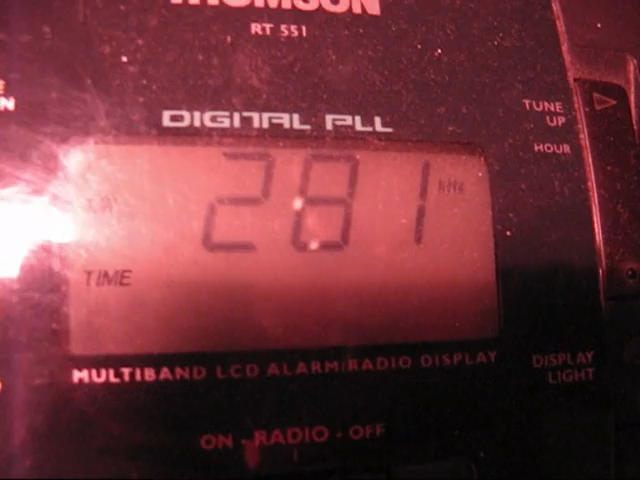 THOMSON
RT 551
DIGITAL PLL
TUNE
UP
HOUR
281 kHz
TIME
MULTIBAND LCD ALARM/RADIO DISPLAY
DISPLAY
LIGHT
ON - RADIO - OFF